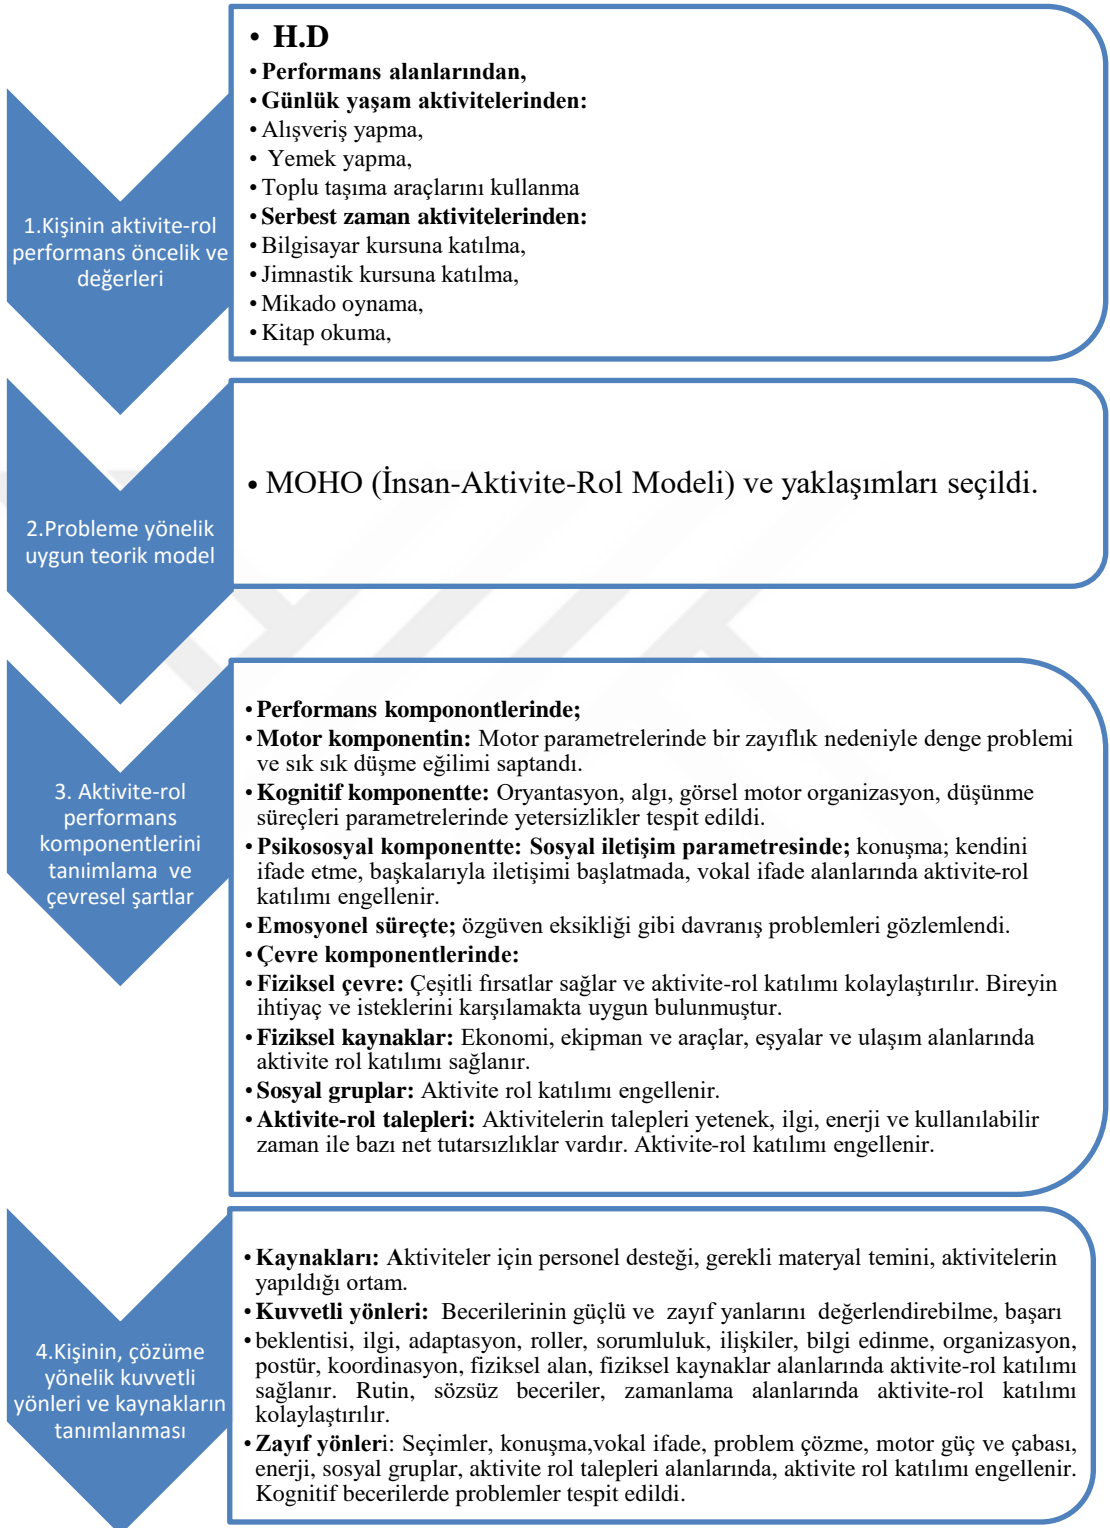 1.Kişinin aktivite-rol
performans öncelik ve
değerleri
• H.D
• Performans alanlarından,
• Günlük yaşam aktivitelerinden:
• Alışveriş yapma,
• Yemek yapma,
• Toplu taşıma araçlarını kullanma
• Serbest zaman aktivitelerinden:
• Bilgisayar kursuna katılma,
• Jimnastik kursuna katılma,
• Mikado oynama,
• Kitap okuma,
2.Probleme yönelik
uygun teorik model
• MOHO (İnsan-Aktivite-Rol Modeli) ve yaklaşımları seçildi.
3. Aktivite-rol
performans
komponentlerini
tanıimlama ve
çevresel şartlar
• Performans komponontlerinde;
• Motor komponentin: Motor parametrelerinde bir zayıflık nedeniyle denge problemi
ve sık sık düşme eğilimi saptandı.
• Kognitif komponentte: Oryantasyon, algı, görsel motor organizasyon, düşünme
süreçleri parametrelerinde yetersizlikler tespit edildi.
• Psikososyal komponentte: Sosyal iletişim parametresinde; konuşma; kendini
ifade etme, başkalarıyla iletişimi başlatmada, vokal ifade alanlarında aktivite-rol
katılımı engellenir.
• Emosyonel süreçte; özgüven eksikliği gibi davranış problemleri gözlemlendi.
• Çevre komponentlerinde:
• Fiziksel çevre: Çeşitli fırsatlar sağlar ve aktivite-rol katılımı kolaylaştırılır. Bireyin
ihtiyaç ve isteklerini karşılamakta uygun bulunmuştur.
• Fiziksel kaynaklar: Ekonomi, ekipman ve araçlar, eşyalar ve ulaşım alanlarında
aktivite rol katılımı sağlanır.
• Sosyal gruplar: Aktivite rol katılımı engellenir.
• Aktivite-rol talepleri: Aktivitelerin talepleri yetenek, ilgi, enerji ve kullanılabilir
zaman ile bazı net tutarsızlıklar vardır. Aktivite-rol katılımı engellenir.
4.Kişinin, çözüme
yönelik kuvvetli
yönleri ve kaynakların
tanımlanması
• Kaynakları: Aktiviteler için personel desteği, gerekli materyal temini, aktivitelerin
yapıldığı ortam.
• Kuvvetli yönleri: Becerilerinin güçlü ve zayıf yanlarını değerlendirebilme, başarı
• beklentisi, ilgi, adaptasyon, roller, sorumluluk, ilişkiler, bilgi edinme, organizasyon,
postür, koordinasyon, fiziksel alan, fiziksel kaynaklar alanlarında aktivite-rol katılımı
sağlanır. Rutin, sözsüz beceriler, zamanlama alanlarında aktivite-rol katılımı
kolaylaştırılır.
• Zayıf yönleri: Seçimler, konuşma,vokal ifade, problem çözme, motor güç ve çabası,
enerji, sosyal gruplar, aktivite rol talepleri alanlarında, aktivite rol katılımı engellenir.
Kognitif becerilerde problemler tespit edildi.